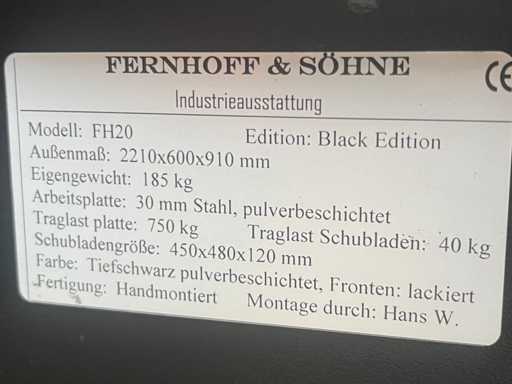 FERNHOFF & SÖHNE
CE
Industrieausstattung
Modell: FH20 Edition: Black Edition
Außenmaß: 2210x600x910 mm
Eigengewicht: 185 kg
Arbeitsplatte: 30 mm Stahl, pulverbeschichtet
Traglast platte: 750 kg Traglast Schubladen: 40 kg
Schubladengröße: 450x480x120 mm
Farbe: Tiefschwarz pulverbeschichtet, Fronten: lackiert
Fertigung: Handmontiert Montage durch: Hans W.